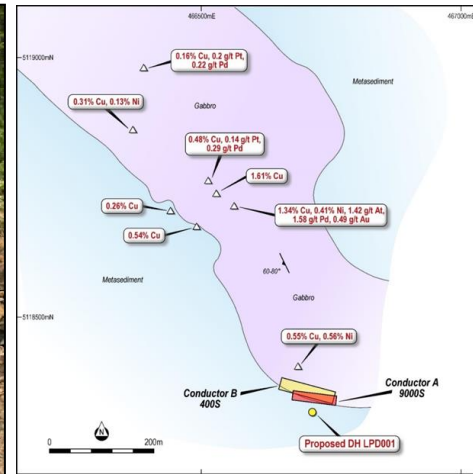 466500mE
467000mE
5119000mN
0.16% Cu, 0.2 g/t Pt,
0.22 g/t Pd
Metasediment
Gabbro
0.31% Cu, 0.13% Ni
0.48% Cu, 0.14 g/t Pt,
0.29 g/t Pd
1.61% Cu
0.26% Cu
1.34% Cu, 0.41% Ni, 1.42 g/t At,
1.58 g/t Pd, 0.49 g/t Au
0.54% Cu
Metasediment
60-80°
Gabbro
5118500mN
0.55% Cu, 0.56% Ni
Conductor B
400S
Conductor A
9000S
N
0
200m
Proposed DH LPD001